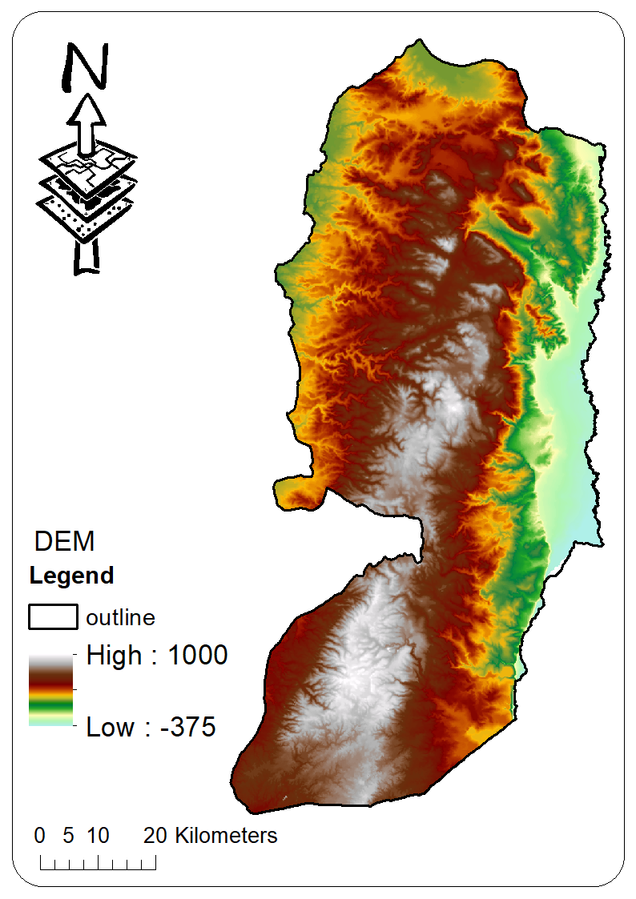 N
DEM
Legend
outline
High : 1000
Low : -375
0 5 10 20 Kilometers